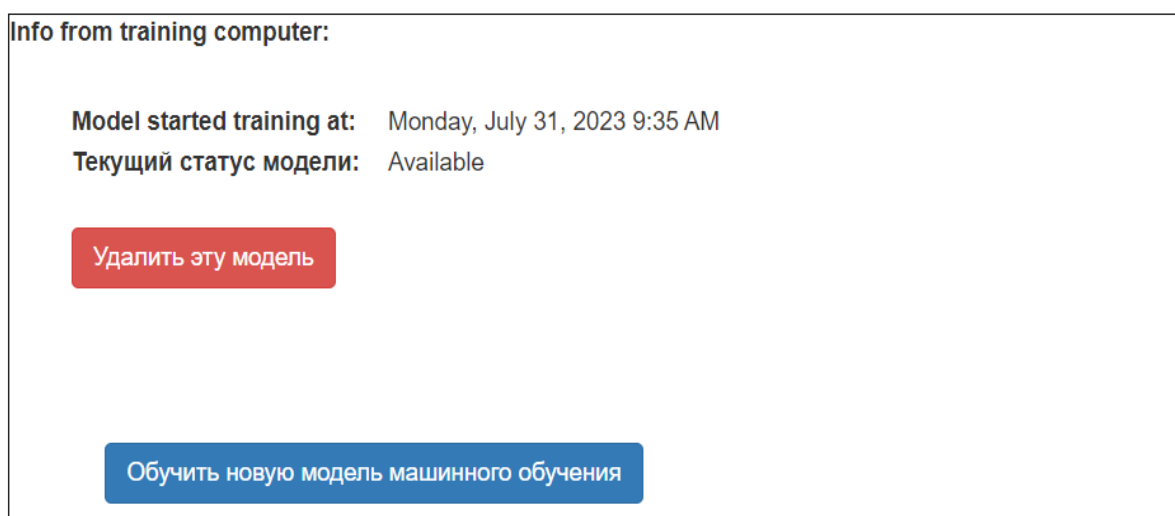 Info from training computer:
Model started training at: Monday, July 31, 2023 9:35 AM
Текущий статус модели: Available
Удалить эту модель
Обучить новую модель машинного обучения